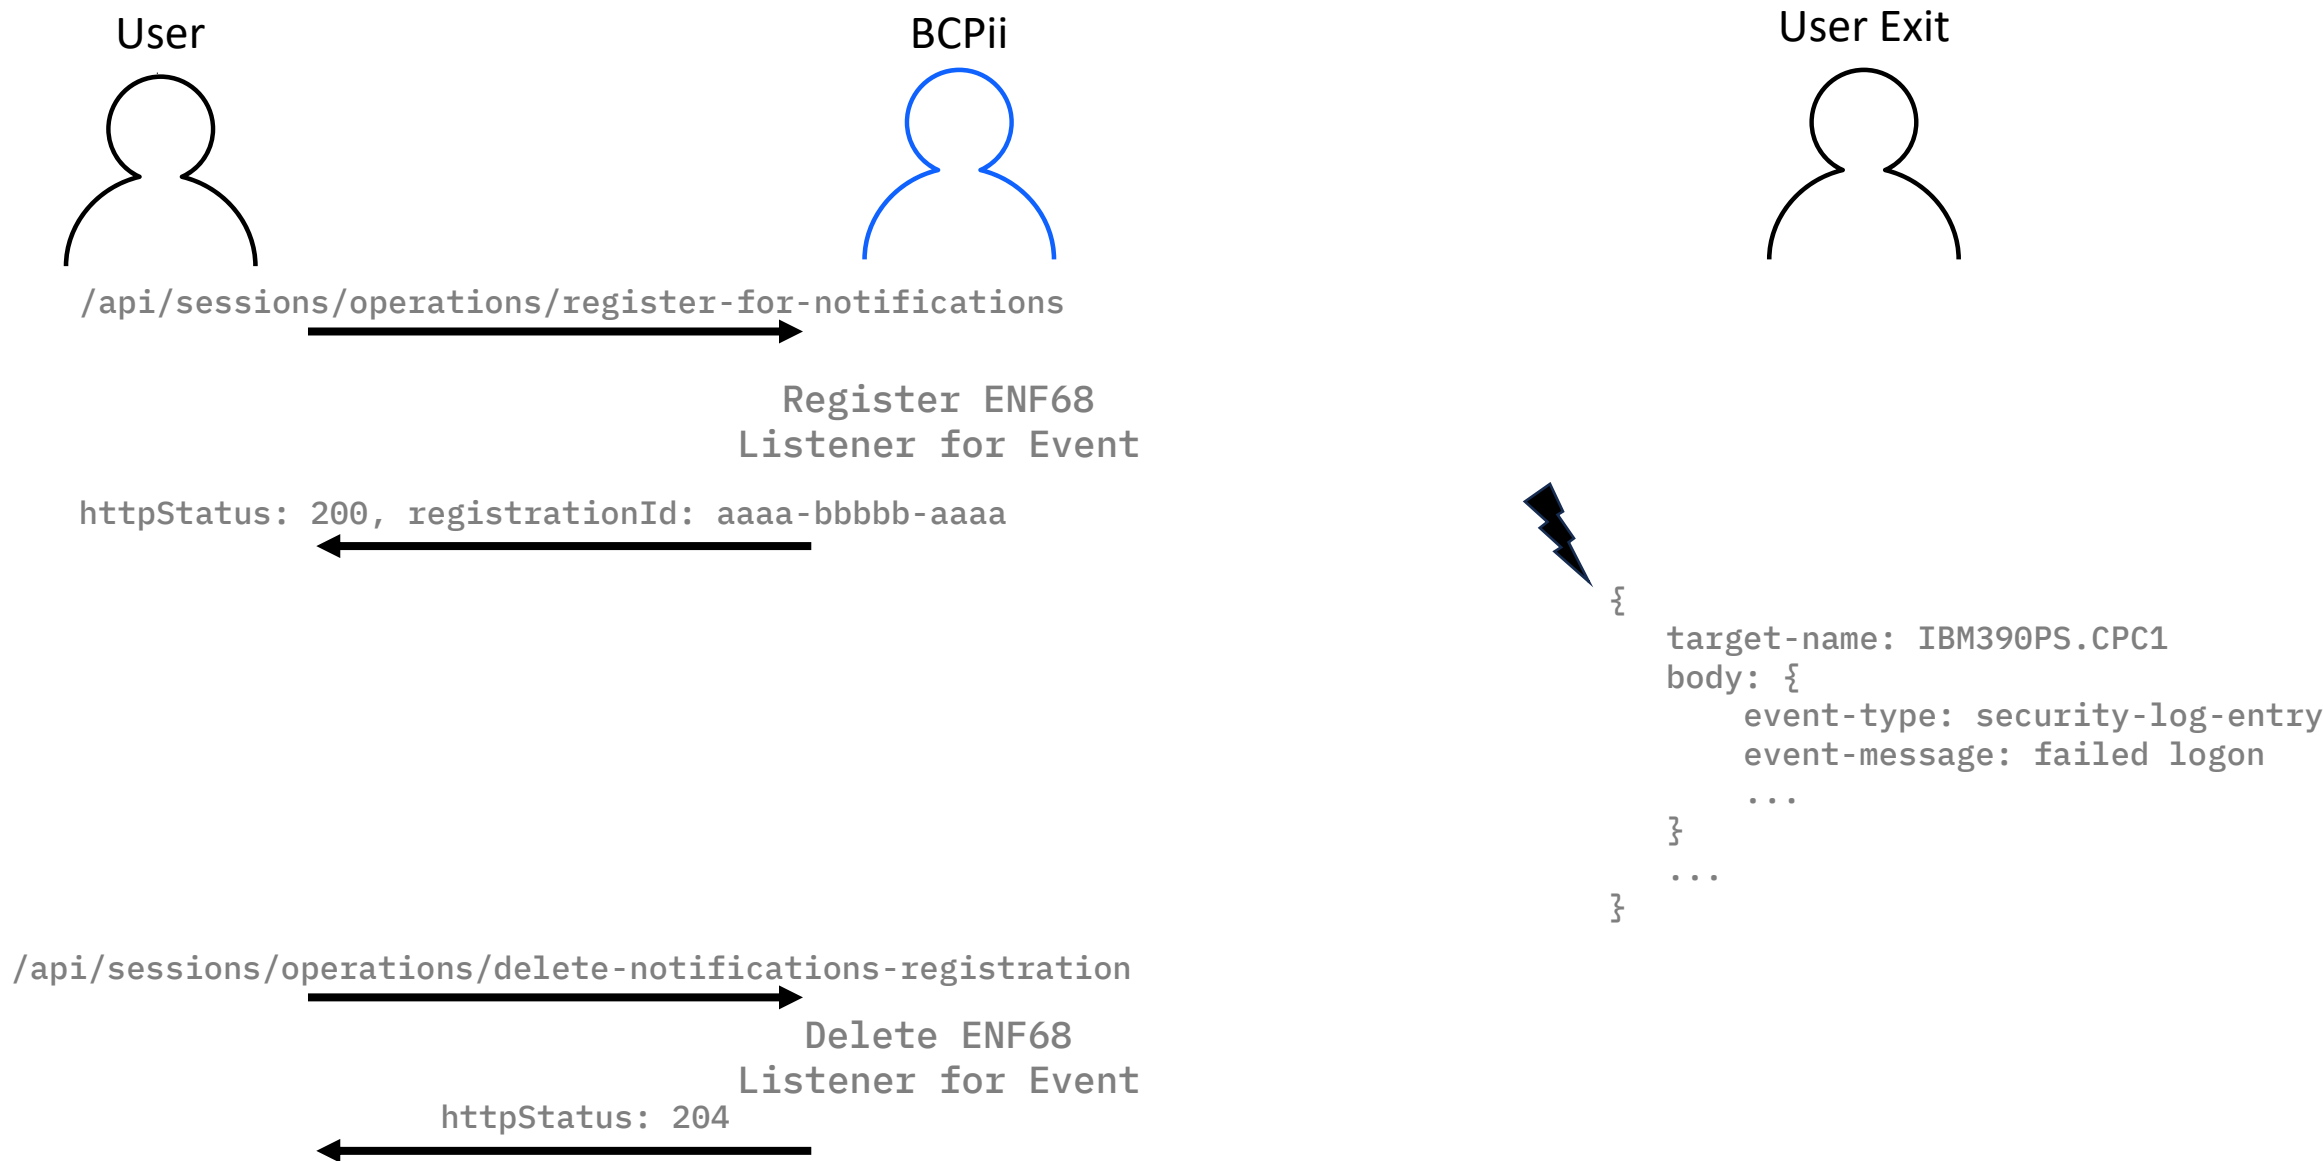 User
BCPii
User Exit
/api/sessions/operations/register-for-notifications
Register ENF68
Listener for Event
httpStatus: 200, registrationId: aaaa-bbbbb-aaaa
{
target-name: IBM390PS.CPC1
body: {
event-type: security-log-entry
event-message: failed logon
...
}
...
}
/api/sessions/operations/delete-notifications-registration
Delete ENF68
Listener for Event
httpStatus: 204